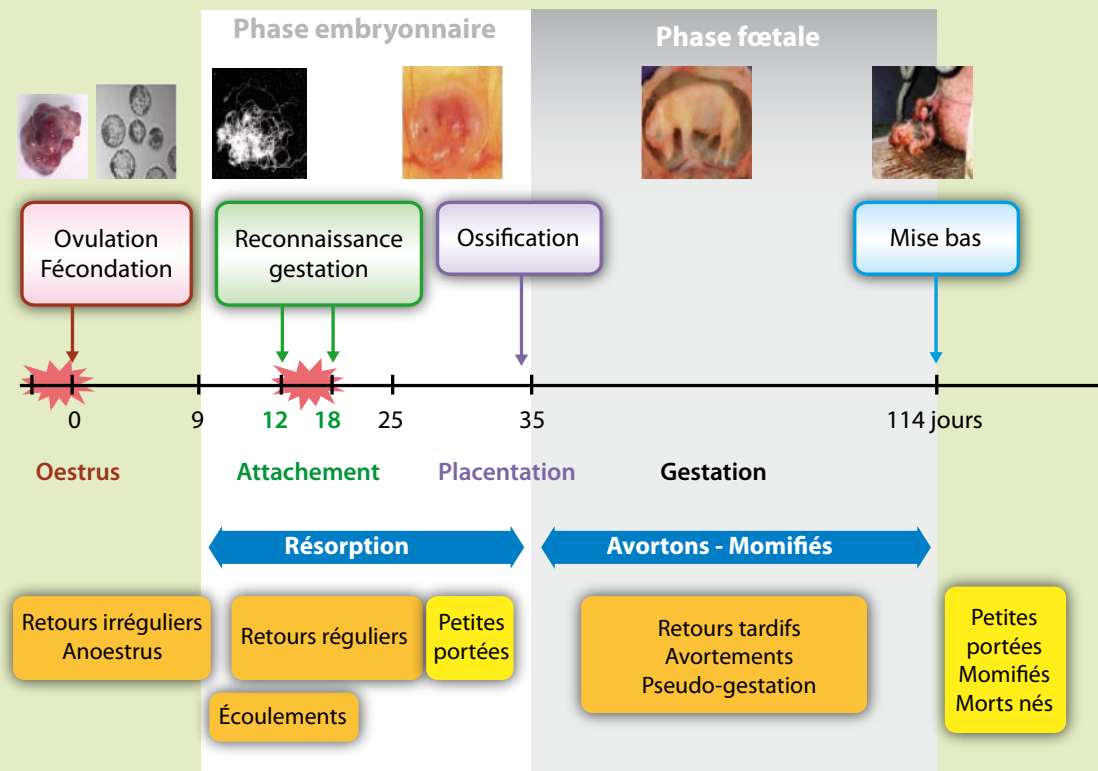 Phase embryonnaire
Phase fœtale
Ovulation
Fécondation
Reconnaissance
gestation
Ossification
Mise bas
0
9
12
18
25
35
114 jours
Oestrus
Attachement
Placentation
Gestation
Résorption
Avortons - Momifiés
Retours irréguliers
Anoestrus
Retours réguliers
Petites
portées
Écoulements
Retours tardifs
Avortements
Pseudo-gestation
Petites
portées
Momifiés
Morts nés